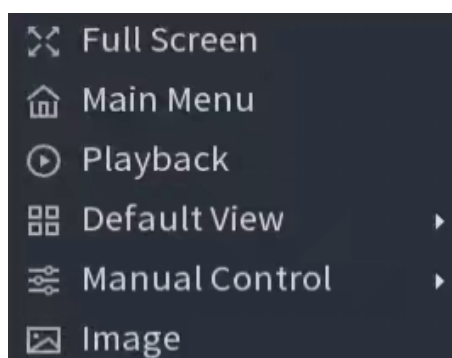 Full Screen
Main Menu
Playback
Default View
Manual Control
Image